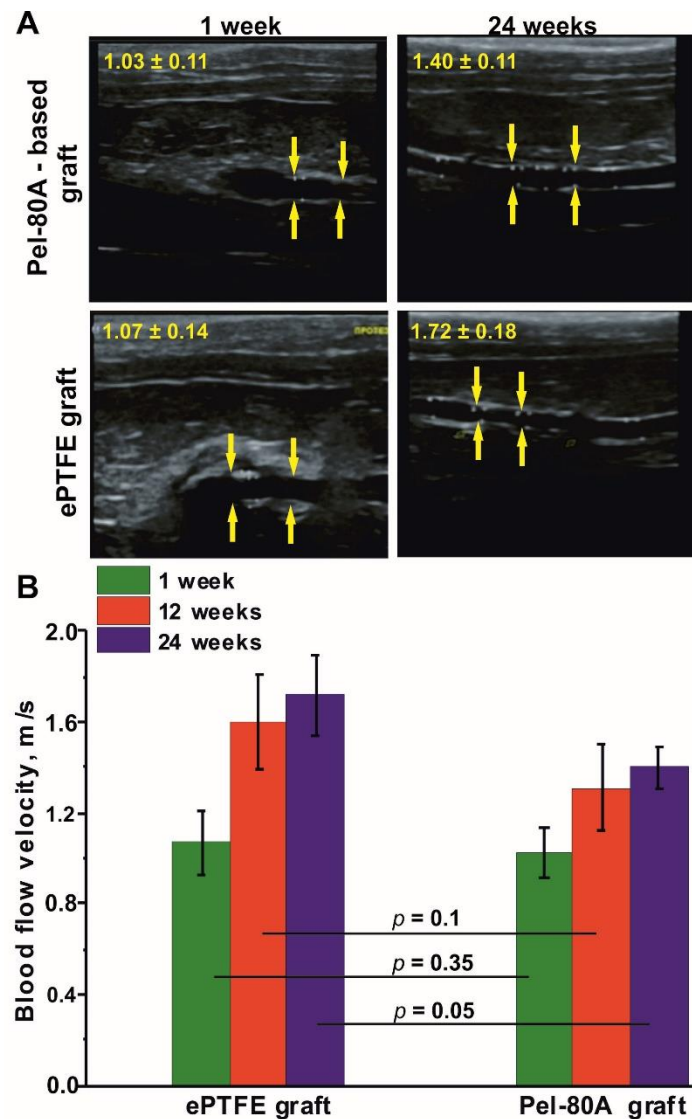 A
1 week
24 weeks
Pel-80A - based
graft
1.03 ± 0.11
1.40 ± 0.11
ePTFE graft
1.07 ± 0.14
1.72 ± 0.18
B
1 week
12 weeks
24 weeks
Blood flow velocity, m/s
2.0
1.6
1.2
0.8
0.4
0.0
p = 0.1
p = 0.35
p = 0.05
ePTFE graft
Pel-80A graft